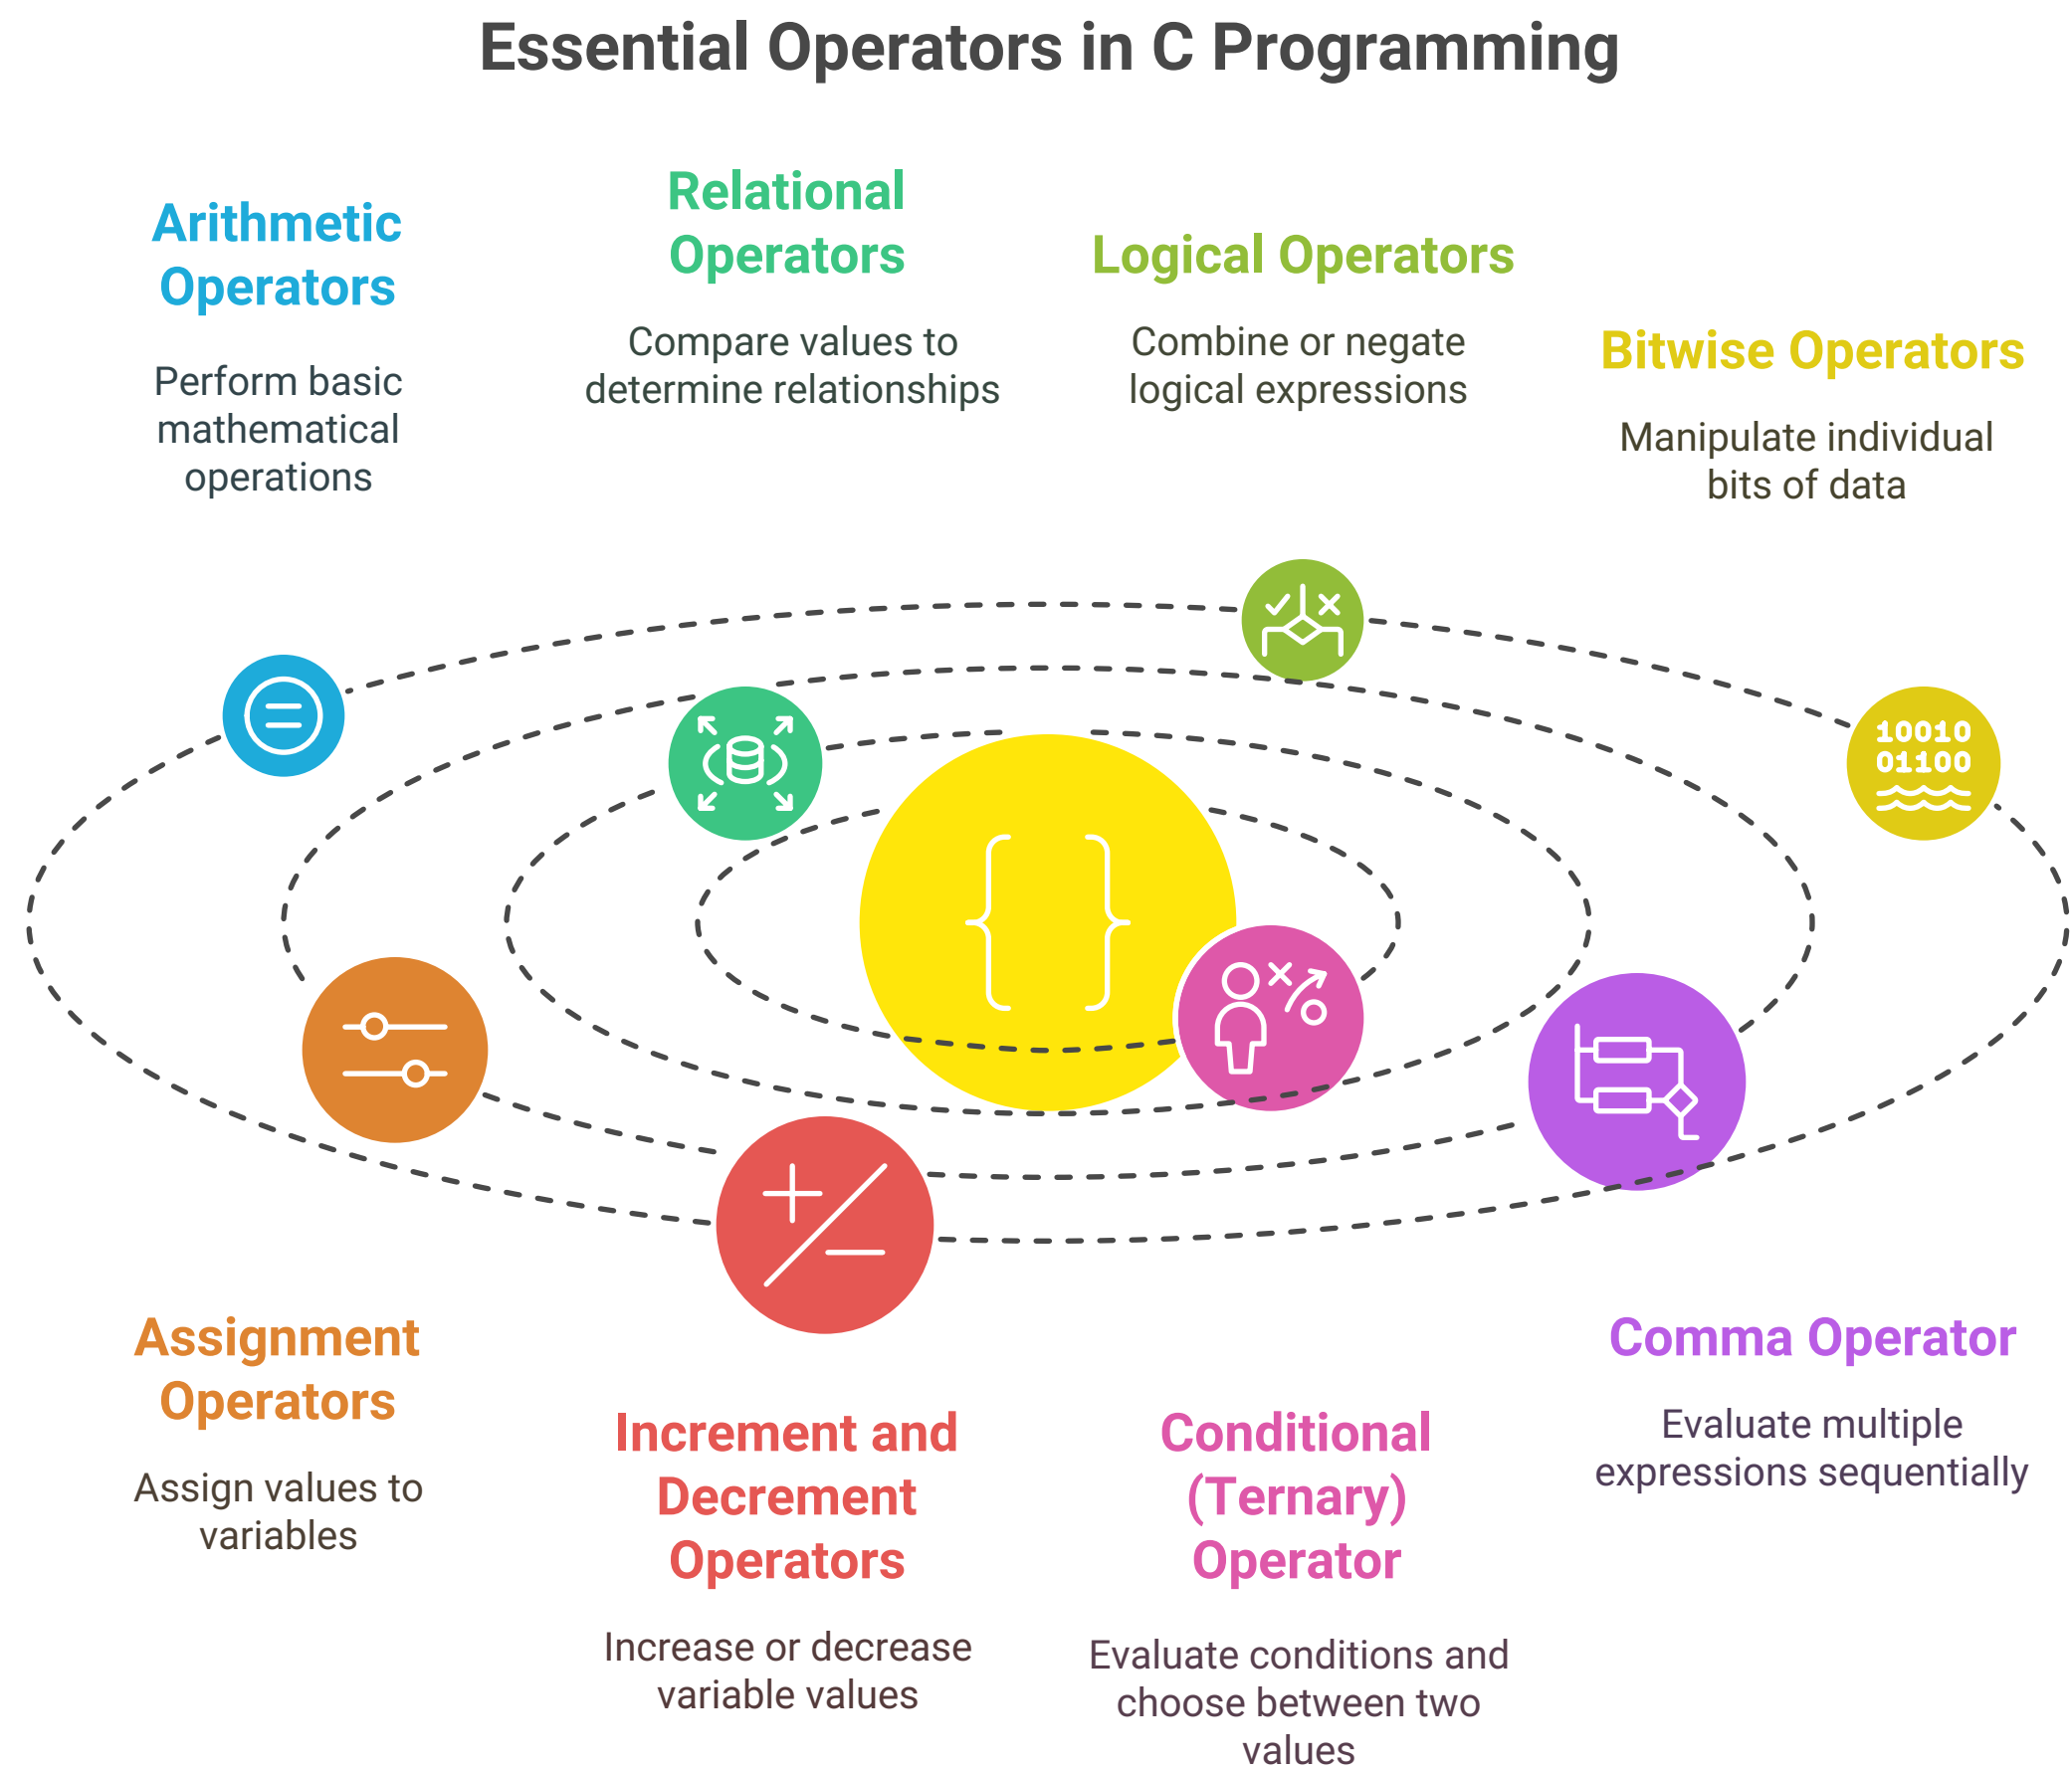 Essential Operators in C Programming
Arithmetic
Operators
Perform basic
mathematical
operations
Relational
Operators
Compare values to
determine relationships
Logical Operators
Combine or negate
logical expressions
Bitwise Operators
Manipulate individual
bits of data
10010
01100
Assignment
Operators
Assign values to
variables
Increment and
Decrement
Operators
Increase or decrease
variable values
Conditional
(Ternary)
Operator
Evaluate conditions and
choose between two
values
Comma Operator
Evaluate multiple
expressions sequentially